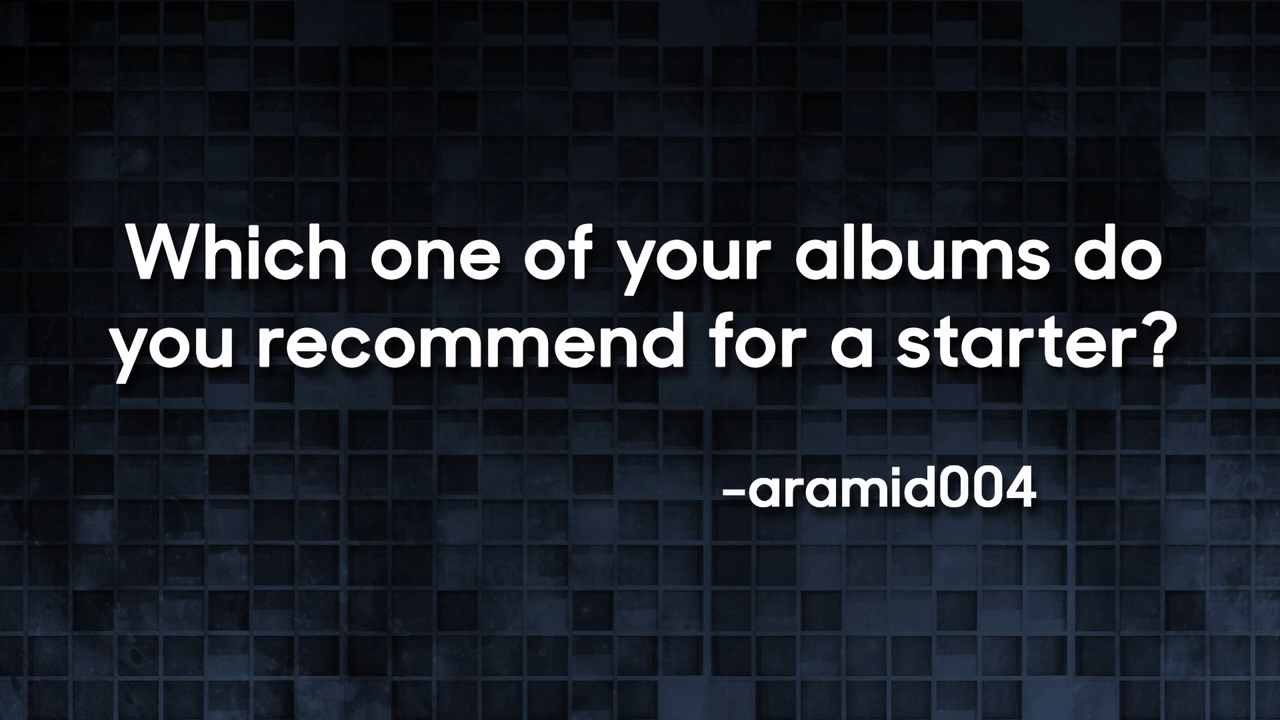 Which one of your albums do
you recommend for a starter?
-aramid004